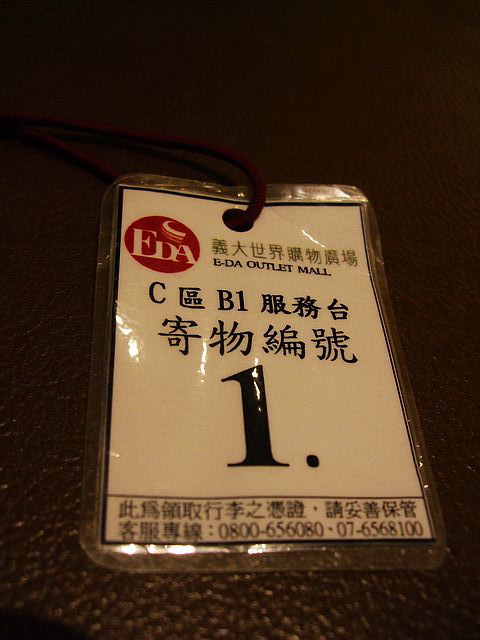 EDA
義大世界購物廣場
E-DA OUTLET MALL
C 區 B1 服務台
寄物編號
1.
此為領取行李之憑證，請妥善保管
客服專線：0800-656080、07-6568100